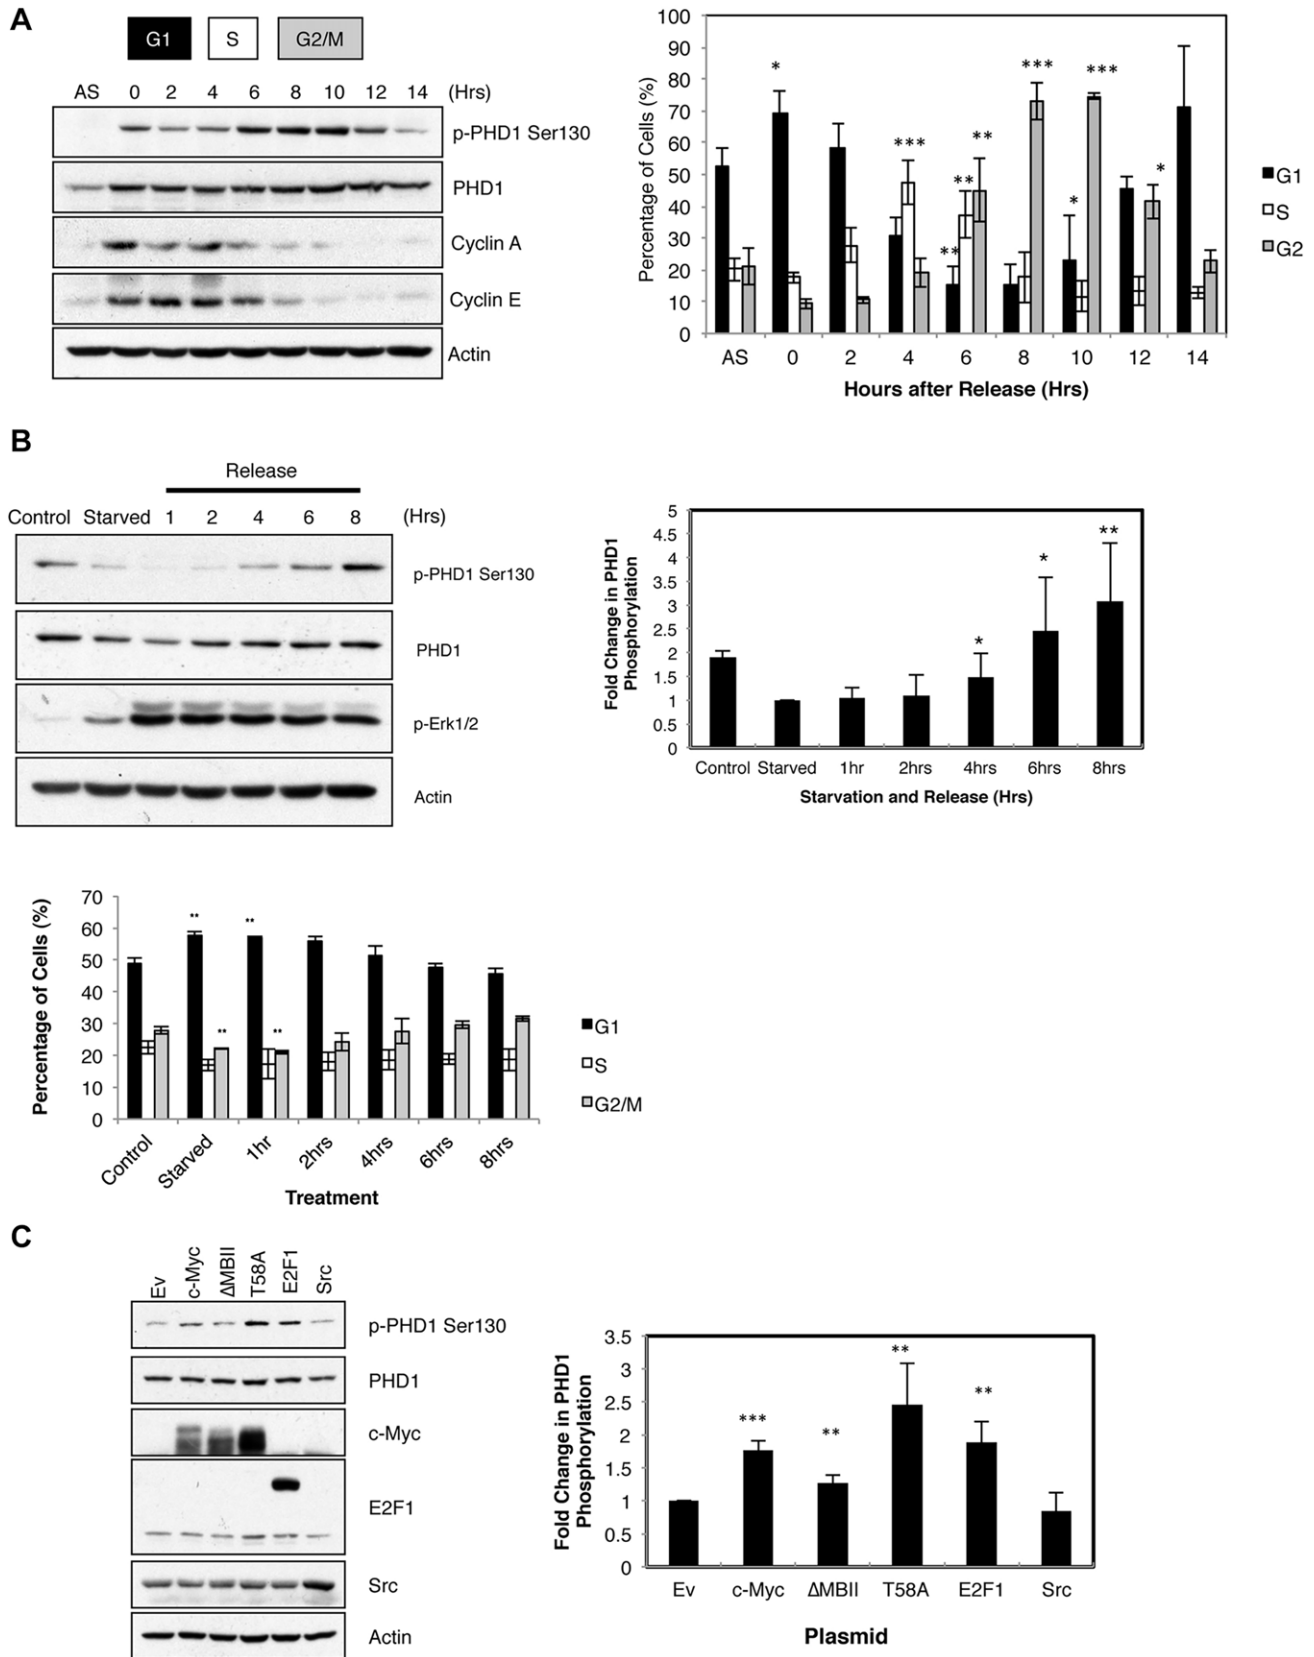 A
G1 S G2/M
AS 0 2 4 6 8 10 12 14 (Hrs)
p-PHD1 Ser130
PHD1
Cyclin A
Cyclin E
Actin
Percentage of Cells (%)
100
90
80
70
60
50
40
30
20
10
0
* *** ** ** ** *** * *** *
AS 0 2 4 6 8 10 12 14
Hours after Release (Hrs)
G1
S
G2
B
Release
Control Starved 1 2 4 6 8 (Hrs)
p-PHD1 Ser130
PHD1
p-Erk1/2
Actin
Fold Change in PHD1
Phosphorylation
5
4.5
4
3.5
3
2.5
2
1.5
1
0.5
0
* * **
Control Starved 1hr 2hrs 4hrs 6hrs 8hrs
Starvation and Release (Hrs)
Percentage of Cells (%)
70
60
50
40
30
20
10
0
** ** ** **
Control Starved 1hr 2hrs 4hrs 6hrs 8hrs
Treatment
G1
S
G2/M
C
Ev c-Myc ΔMBII T58A E2F1 Src
p-PHD1 Ser130
PHD1
c-Myc
E2F1
Src
Actin
Fold Change in PHD1
Phosphorylation
3.5
3
2.5
2
1.5
1
0.5
0
*** ** ** **
Ev c-Myc ΔMBII T58A E2F1 Src
Plasmid